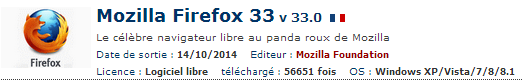 Mozilla Firefox 33 v 33.0
Le célèbre navigateur libre au panda roux de Mozilla
Date de sortie : 14/10/2014 Editeur : Mozilla Foundation
Licence : Logiciel libre téléchargé : 56651 fois OS : Windows XP/Vista/7/8/8.1
Firefox